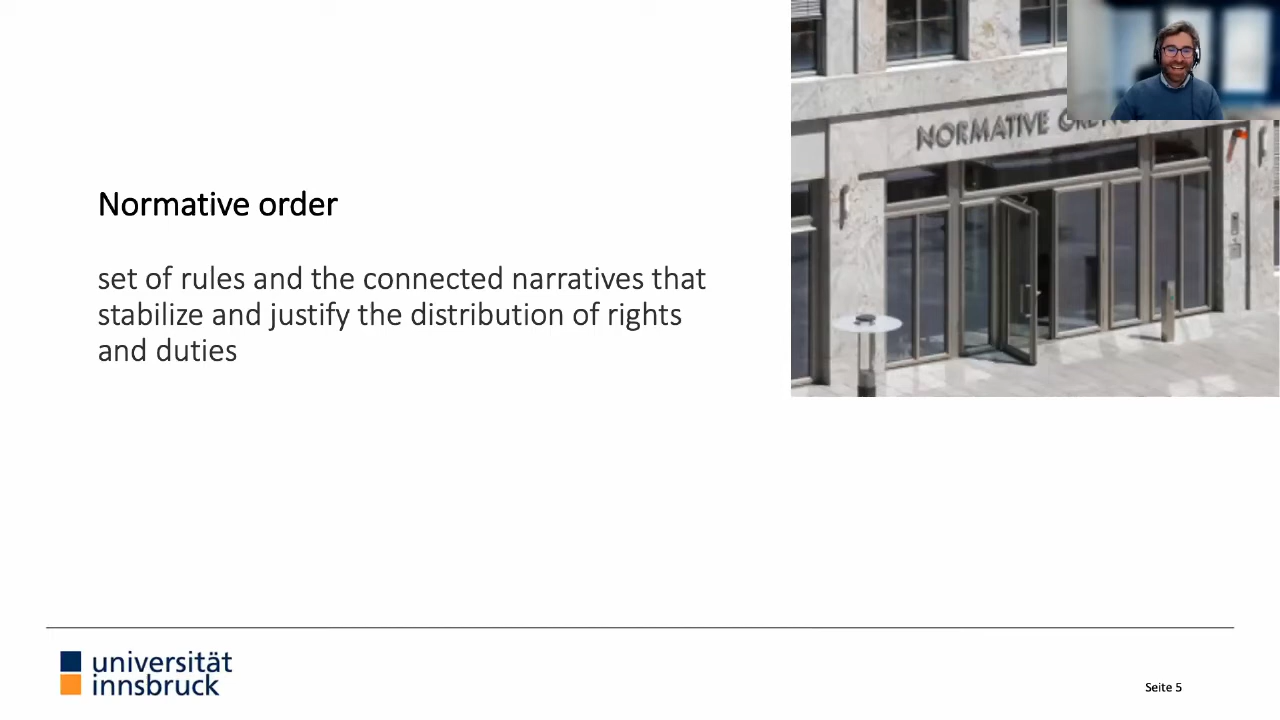 NORMATIVE
Normative order
set of rules and the connected narratives that
stabilize and justify the distribution of rights
and duties
universität
innsbruck
Seite 5